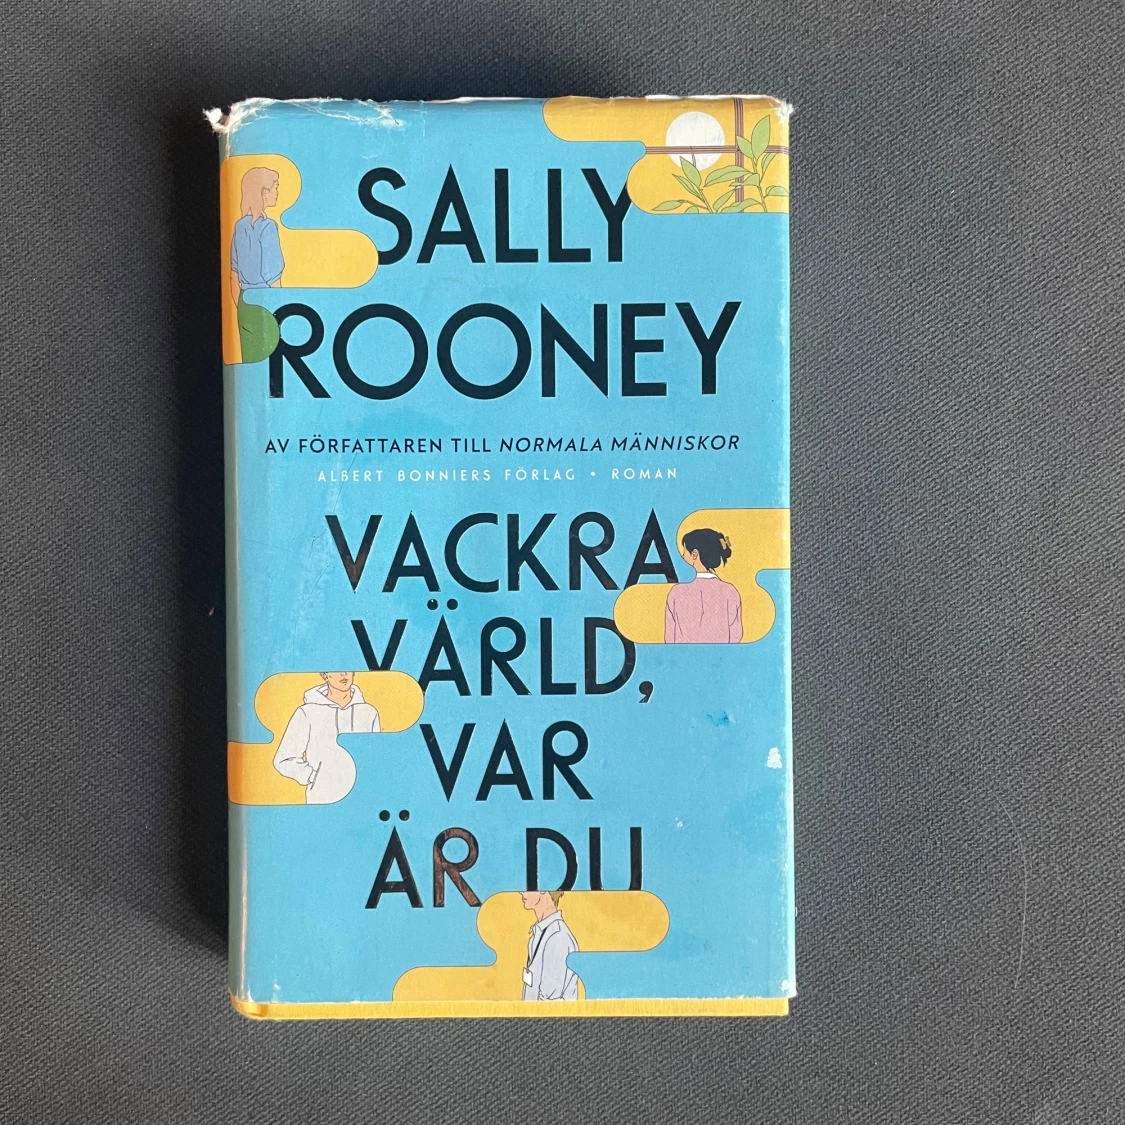 SALLY
ROONEY
AV FÖRFATTAREN TILL NORMALA MÄNNISKOR
ALBERT BONNIERS FÖRLAG • ROMAN
VACKRA
VÄRLD,
VAR
ÄR DU